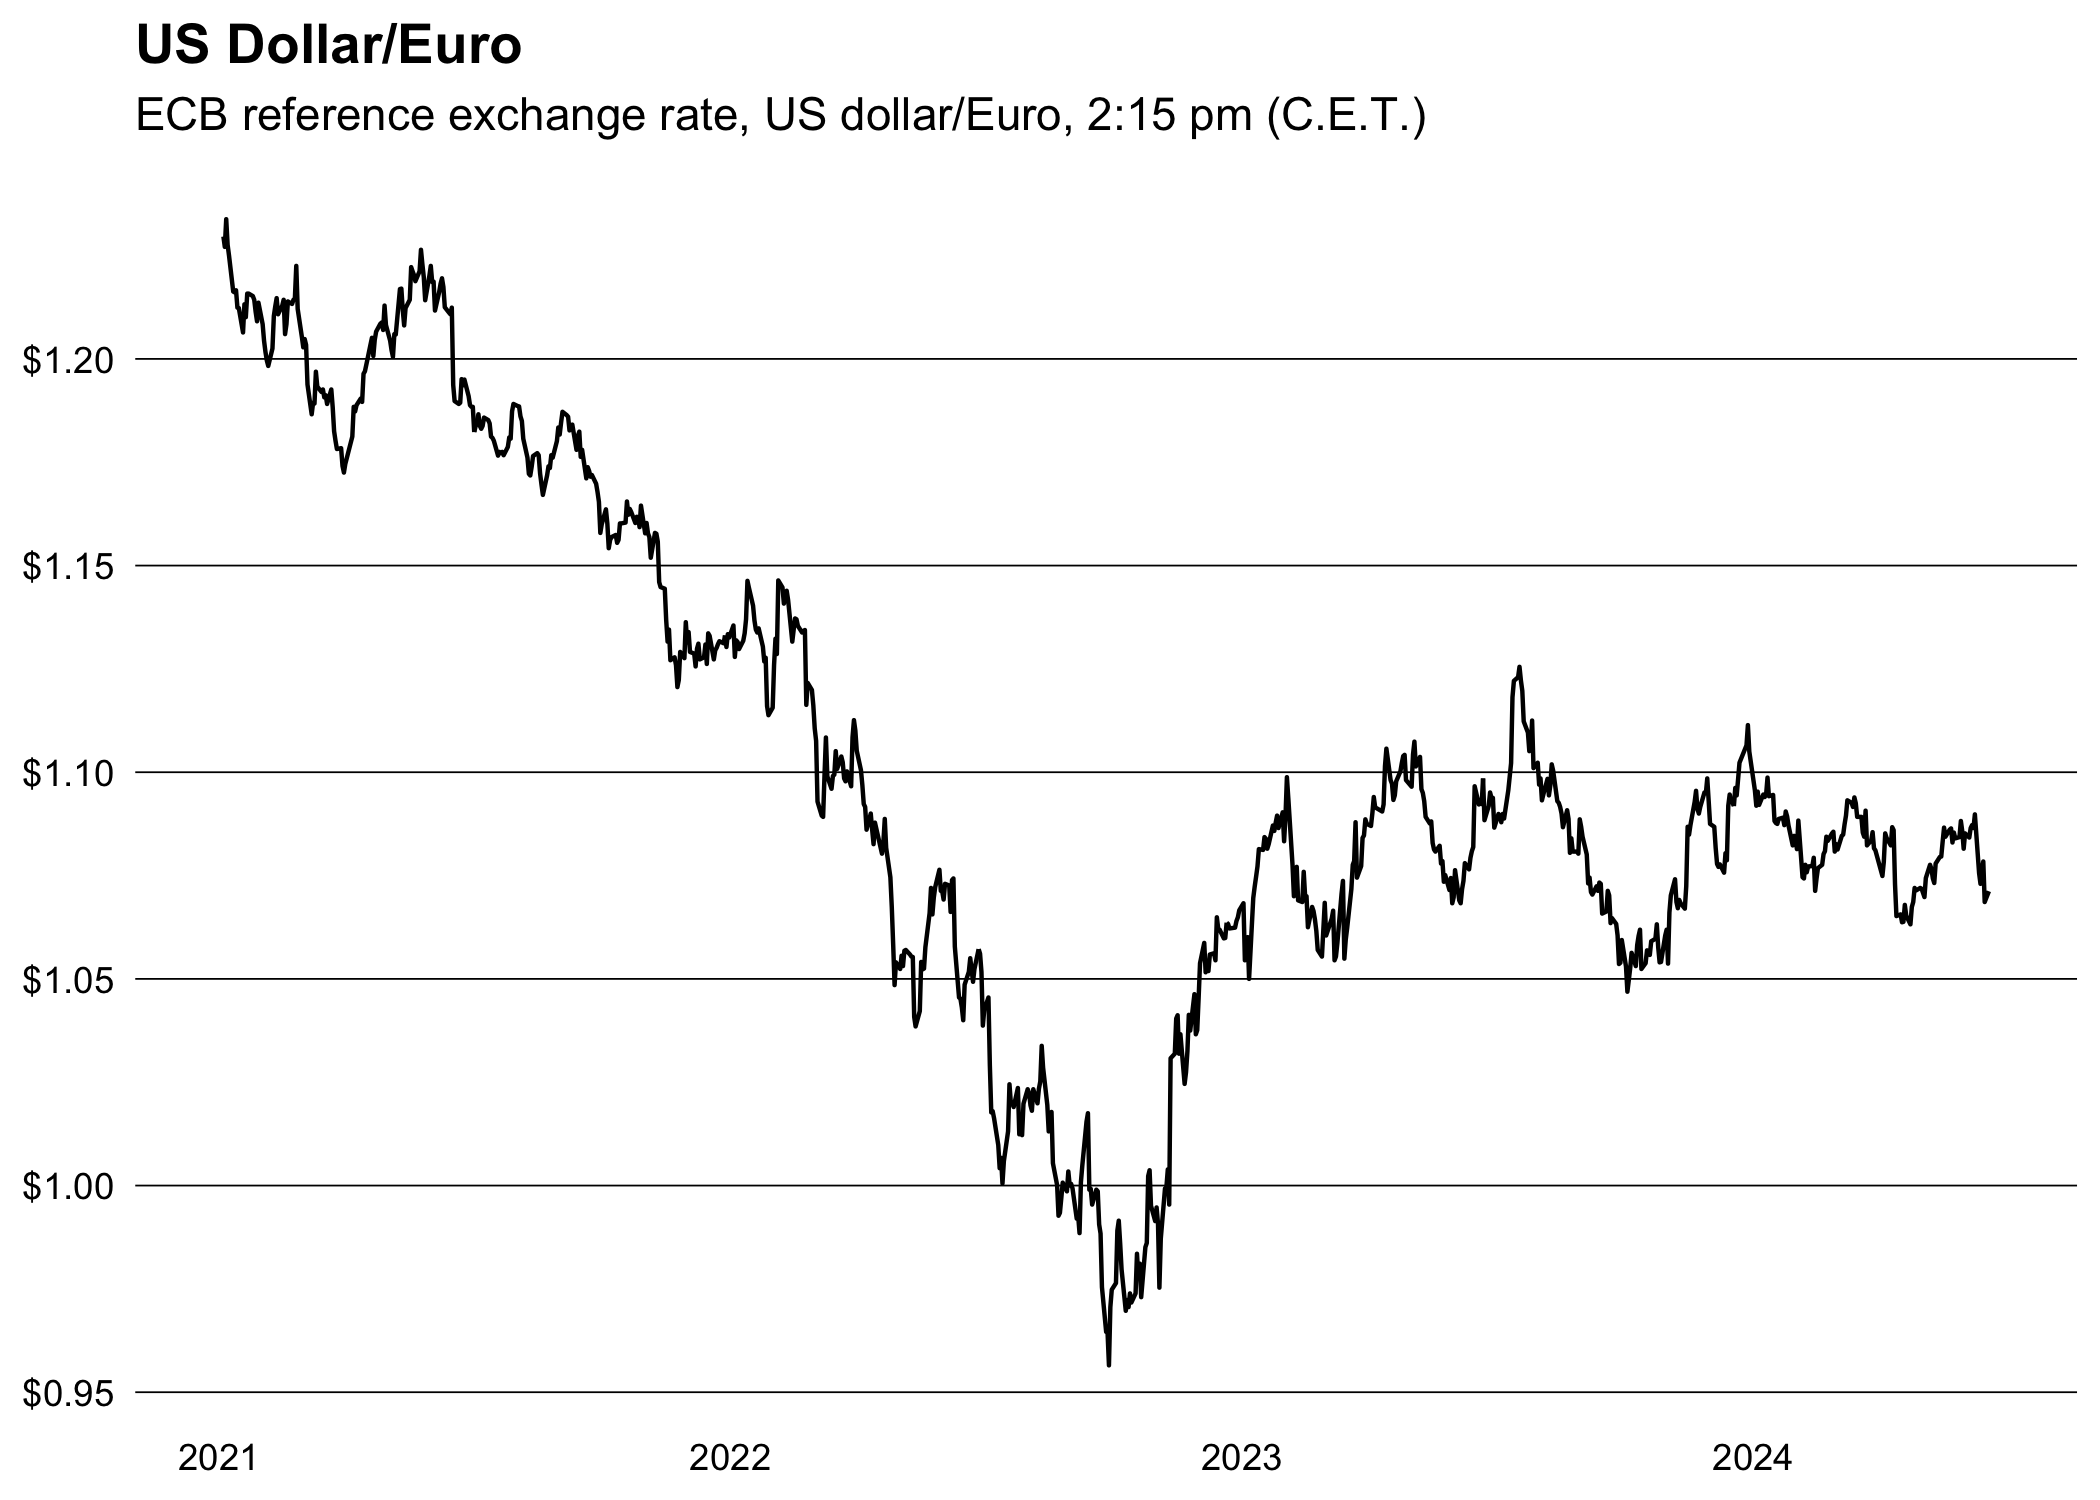 US Dollar/Euro
ECB reference exchange rate, US dollar/Euro, 2:15 pm (C.E.T.)
$1.20
$1.15
$1.10
$1.05
$1.00
$0.95
2021 2022 2023 2024